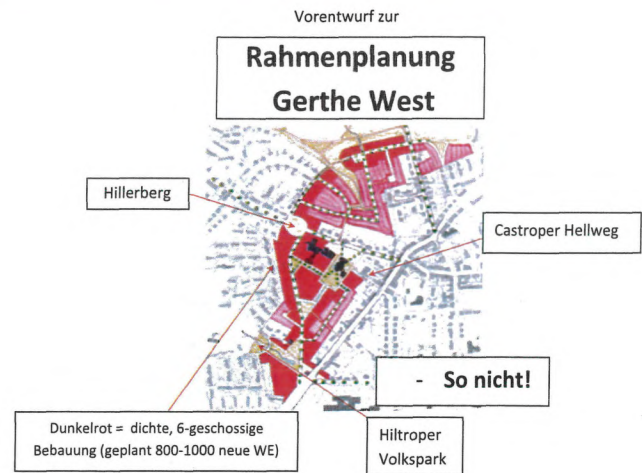 Vorentwurf zur
Rahmenplanung
Gerthe West
Hillerberg
Castroper Hellweg
- So nicht!
Dunkelrot = dichte, 6-geschossige
Bebauung (geplant 800-1000 neue WE)
Hiltroper
Volkspark